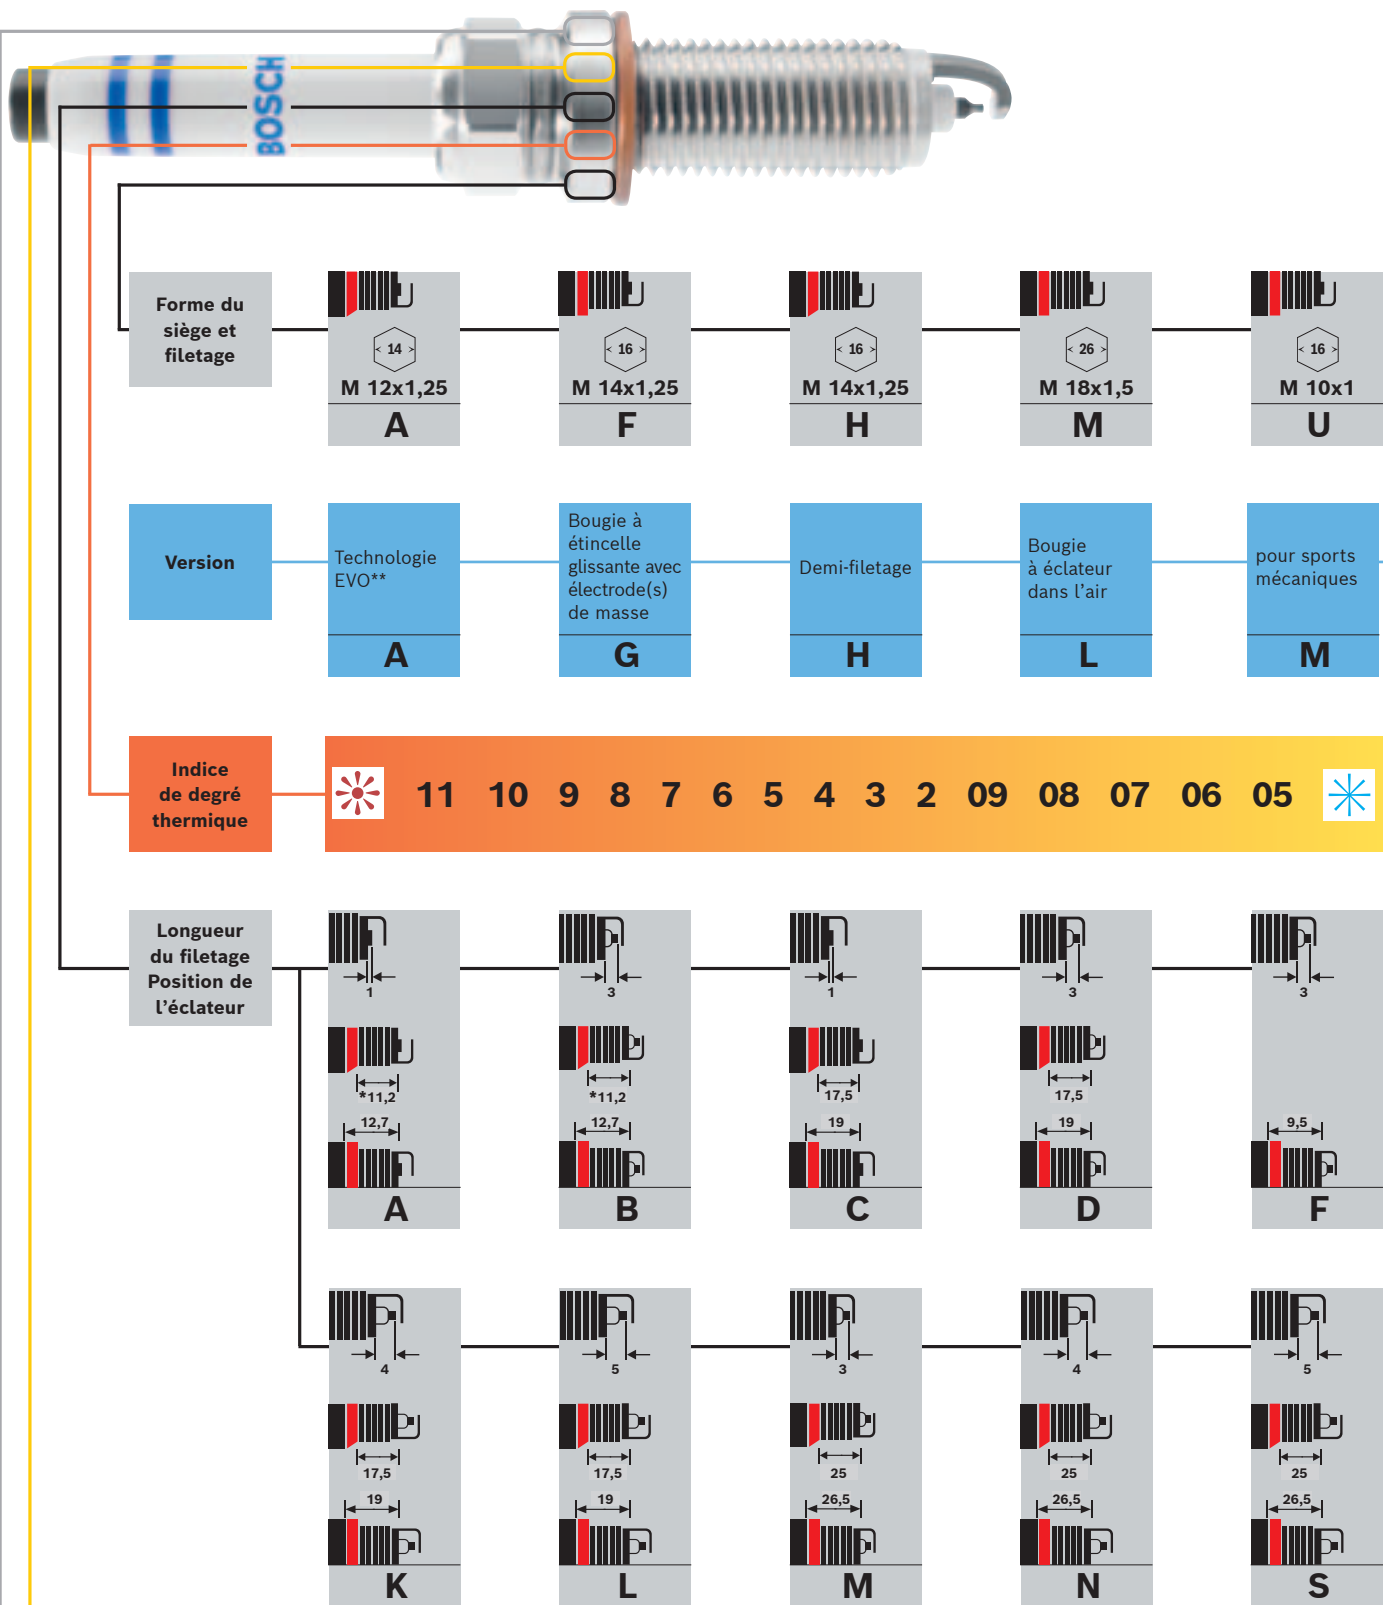 BOSCH
Forme du
siège et
filetage
14
M 12x1,25
A
16
M 14x1,25
F
16
M 14x1,25
H
26
M 18x1,5
M
16
M 10x1
U
Version
Technologie
EVO**
A
Bougie à
étincelle
glissante avec
électrode(s)
de masse
G
Demi-filetage
H
Bougie
à éclateur
dans l'air
L
pour sports
mécaniques
M
Indice
de degré
thermique
11 10 9 8 7 6 5 4 3 2 09 08 07 06 05
Longueur
du filetage
Position de
l'éclateur
1
*11,2
12,7
A
3
*11,2
12,7
B
1
17,5
19
C
3
17,5
19
D
3
9,5
F
4
17,5
19
K
5
17,5
19
L
3
25
26,5
M
4
25
26,5
N
5
25
26,5
S